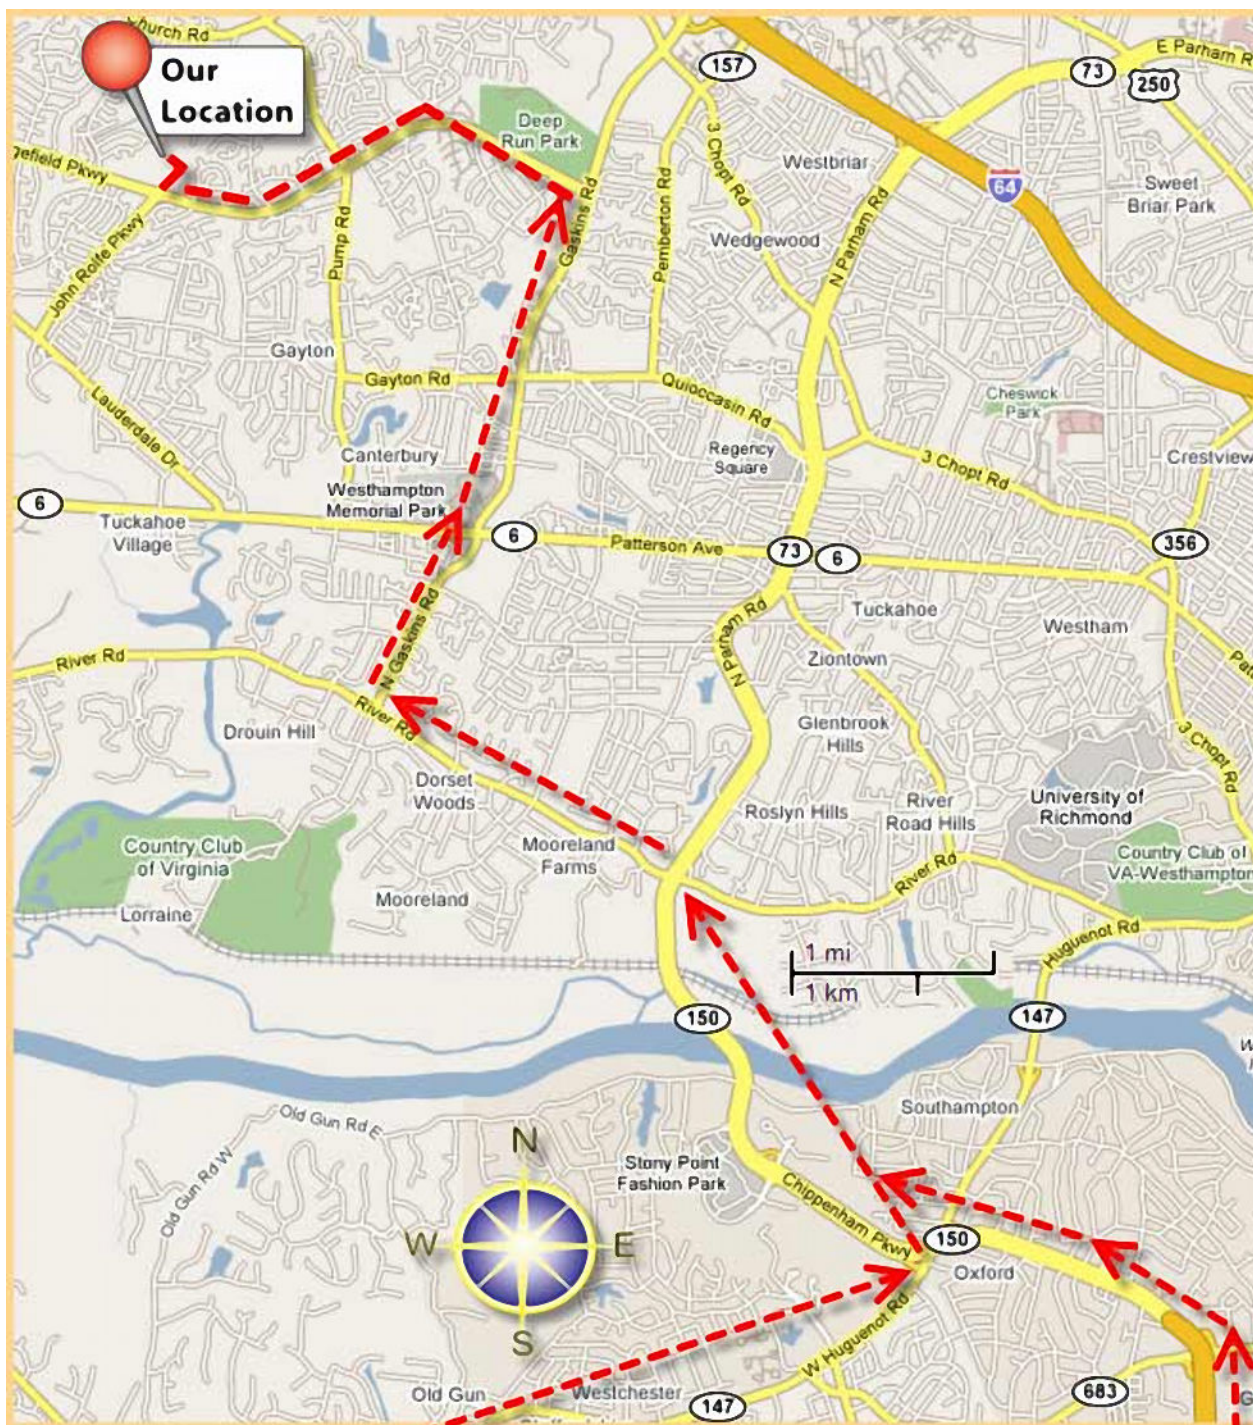 Church Rd
Our
Location
157
73
250
E Parham R
Deep
Run Park
3 Chopt Rd
Westbriar
64
Sweet
Briar Park
gefield Pkwy
John Rolfe Pkwy
Pump Rd
Gaskins Rd
Pemberton Rd
Wedgewood
N Parham Rd
Gayton
Gayton Rd
Quioccasin Rd
Cheswick
Park
Lauderdale Dr
Canterbury
Regency
Square
3 Chopt Rd
Crestview
6
Westhampton
Memorial Park
Tuckahoe
Village
6
Patterson Ave
73
6
356
N Gaskins Rd
N Parham Rd
Tuckahoe
Westham
River Rd
Ziontown
Pat
River Rd
Drouin Hill
Glenbrook
Hills
3 Chopt Rd
Dorset
Woods
Roslyn Hills
River
Road Hills
University of
Richmond
Country Club
of Virginia
Mooreland
Farms
River Rd
Country Club of
VA-Westhampton
Lorraine
Mooreland
Huguenot Rd
1 mi
1 km
150
147
W
Old Gun Rd E
Southampton
Old Gun Rd W
N
Stony Point
Fashion Park
Chippenham Pkwy
W
E
150
Oxford
S
W Huguenot Rd
Old Gun
Westchester
147
683
G